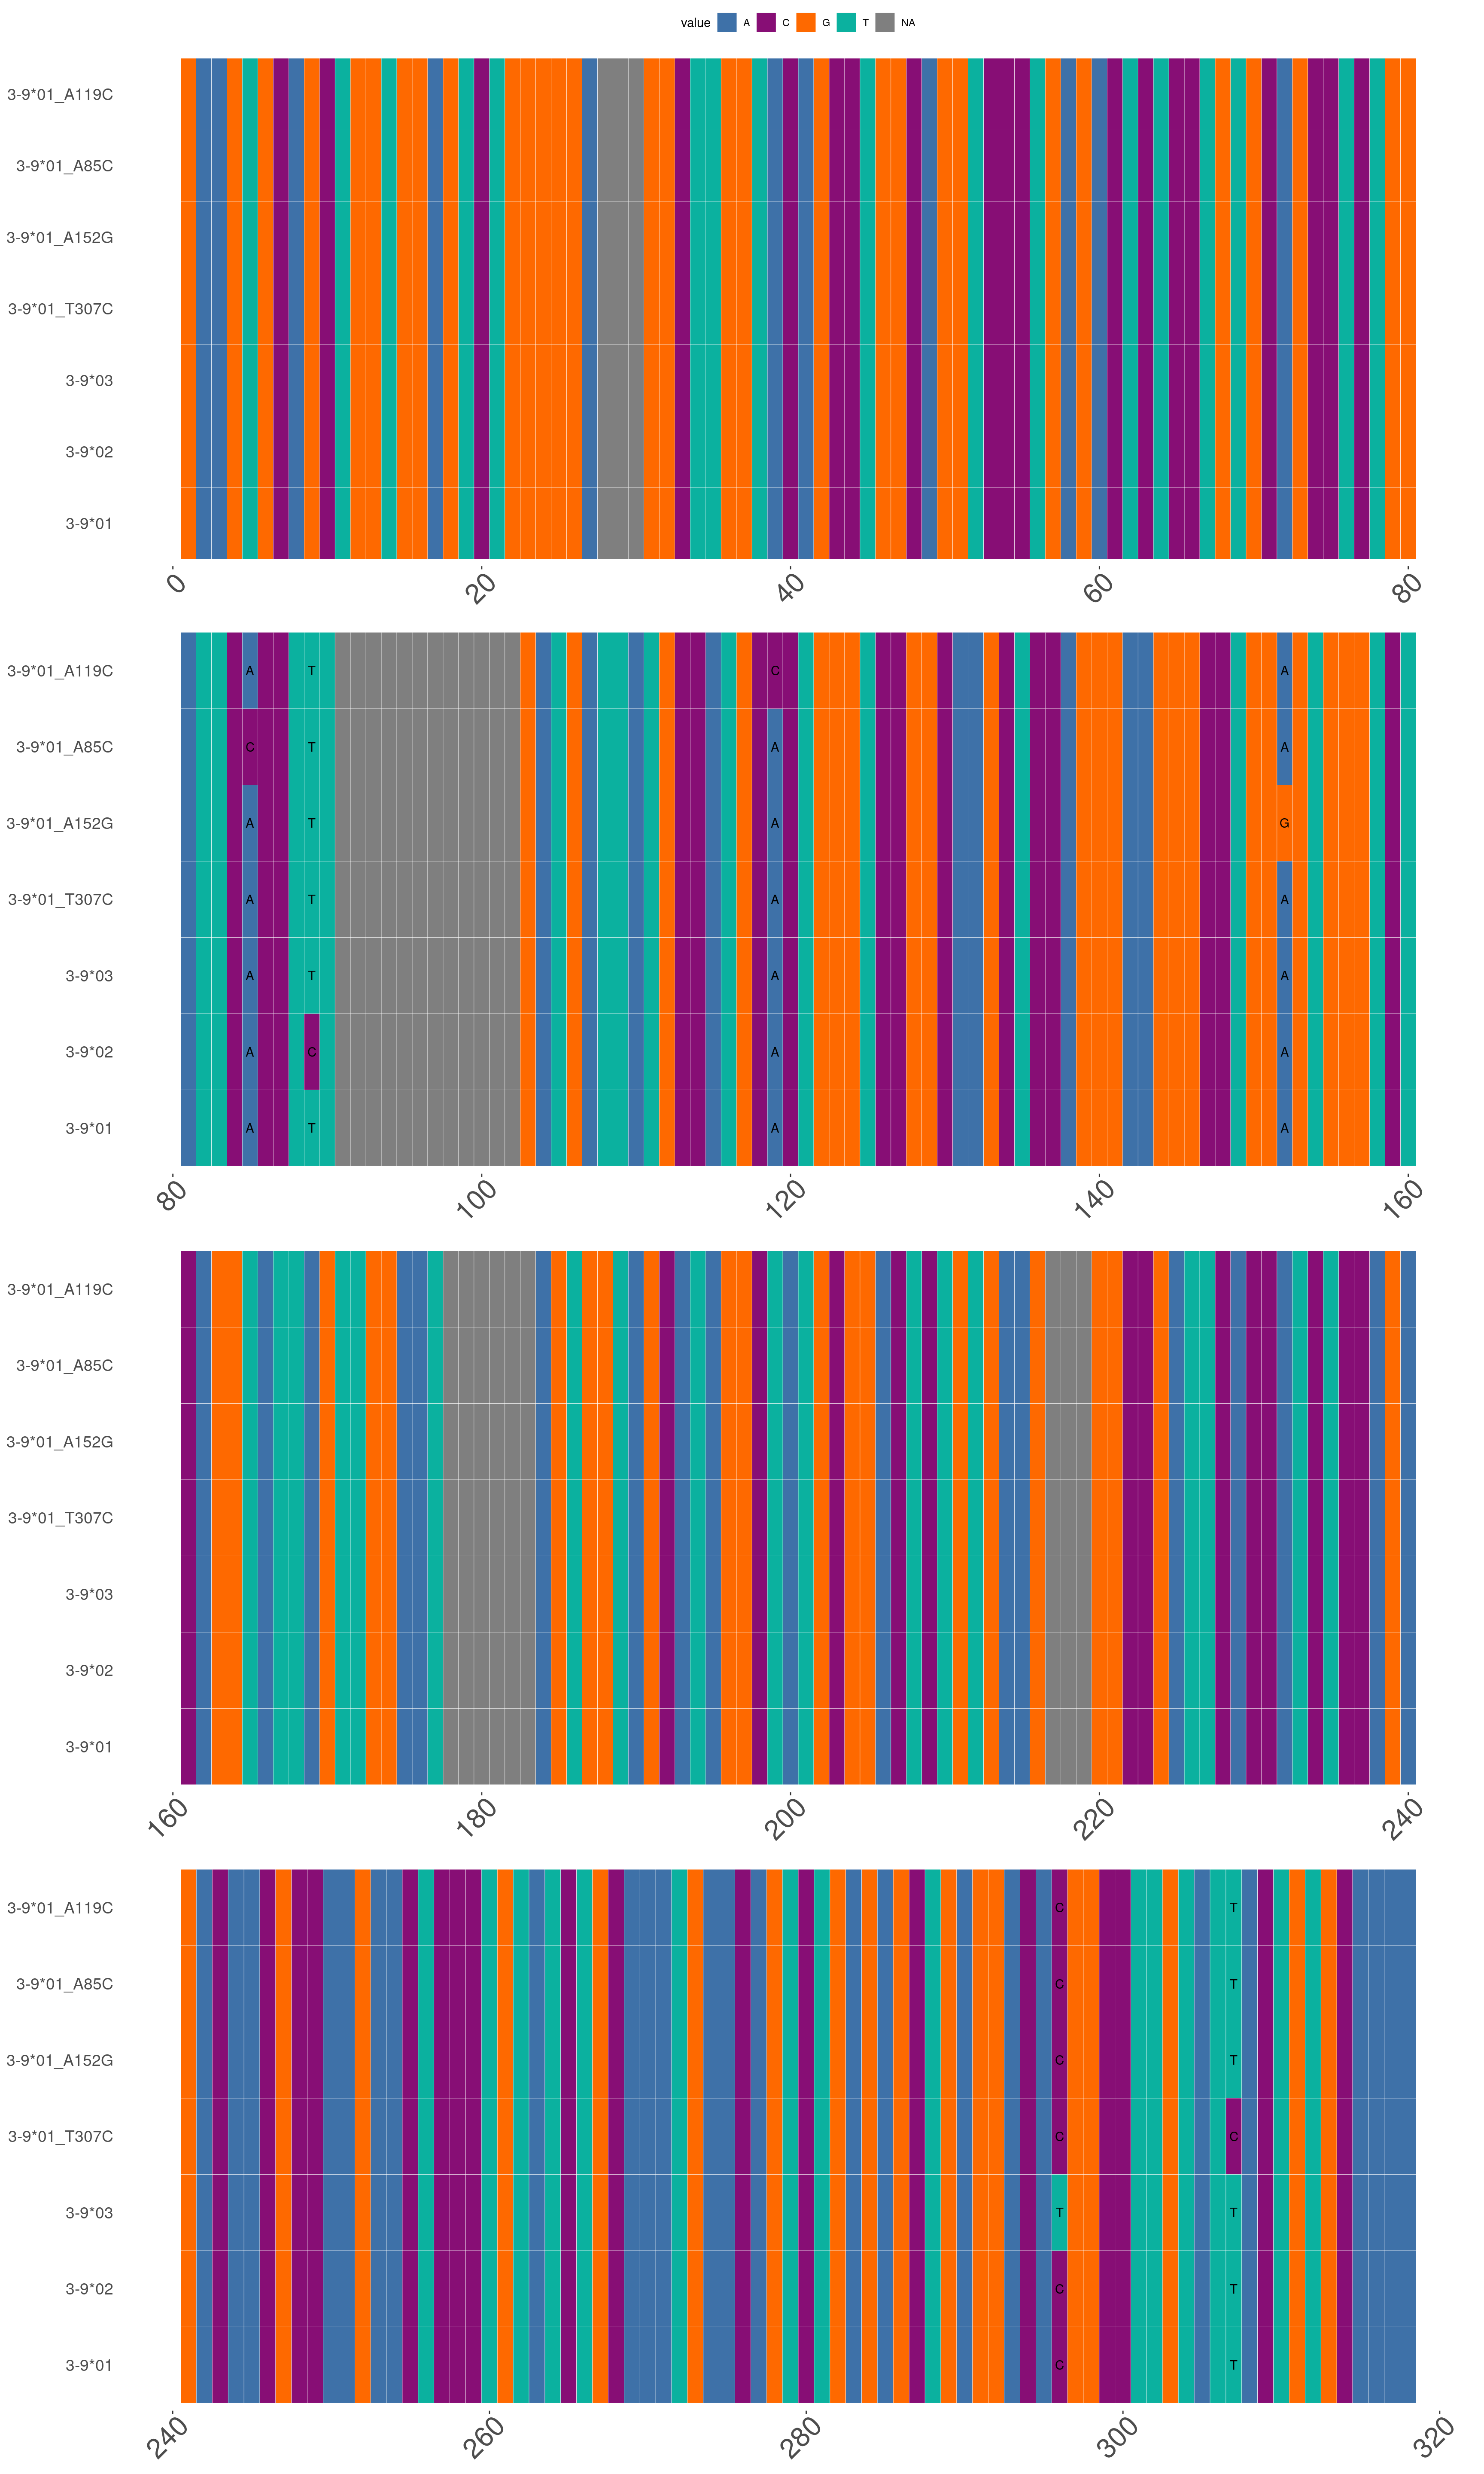 value A C G T NA
3-9*01_A119C
3-9*01_A85C
3-9*01_A152G
3-9*01_T307C
3-9*03
3-9*02
3-9*01
0 20 40 60 80
3-9*01_A119C A T C A
3-9*01_A85C C T A A
3-9*01_A152G A T A G
3-9*01_T307C A T A A
3-9*03 A T A A
3-9*02 A C A A
3-9*01 A T A A
80 100 120 140 160
3-9*01_A119C
3-9*01_A85C
3-9*01_A152G
3-9*01_T307C
3-9*03
3-9*02
3-9*01
160 180 200 220 240
3-9*01_A119C C T
3-9*01_A85C C T
3-9*01_A152G C T
3-9*01_T307C C C
3-9*03 T T
3-9*02 C T
3-9*01 C T
240 260 280 300 320